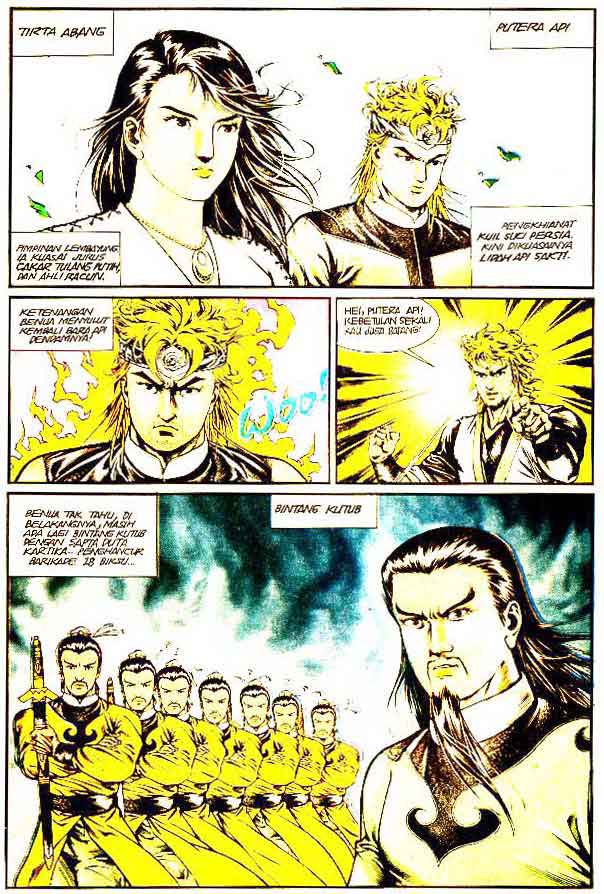 TIRTA ABANG
PUTERA API
PIMPINAN LEMBAYUNG.
IA KUASAI JURUS
CAKAR TULANG PUTIH,
DAN AHLI RACUN.
PENGKHIANAT
KUIL SUCI PERSIA.
KINI DIKUASAINYA
LIDAH API SAKTI.
KETENANGAN
BENUA MENYULUT
KEMBALI BARA API
DENDAMNYA!
WOO!
HEI, PUTERA API!
KEBETULAN SEKALI
KAU JUGA DATANG!
BENUA TAK TAHU, DI
BELAKANGNYA, MASIH
ADA LAGI BINTANG KUTUB
DENGAN SAPTA DUTA
KARTIKA-- PENGHANCUR
BARIKADE 18 BIKSU...
BINTANG KUTUB